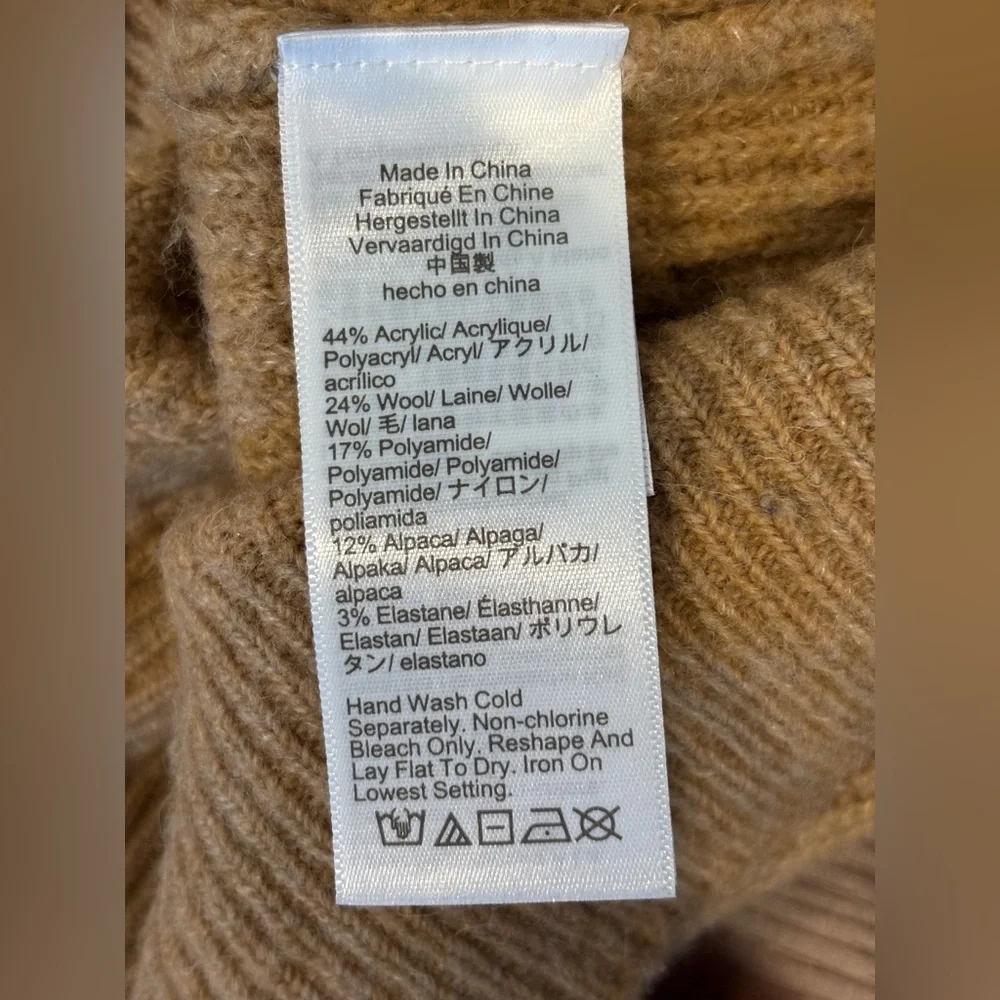 Made In China
Fabriqué En Chine
Hergestellt In China
Vervaardigd In China
中国製
hecho en china
44% Acrylic/ Acrylique/
Polyacryl/ Acryl/ アクリル/
acrílico
24% Wool/ Laine/ Wolle/
Wol/ 毛/ lana
17% Polyamide/
Polyamide/ Polyamide/
Polyamide/ ナイロン/
poliamida
12% Alpaca/ Alpaga/
Alpaka/ Alpaca/ アルパカ/
alpaca
3% Elastane/ Élasthanne/
Elastan/ Elastaan/ ポリウレ
タン/ elastano
Hand Wash Cold
Separately. Non-chlorine
Bleach Only. Reshape And
Lay Flat To Dry. Iron On
Lowest Setting.